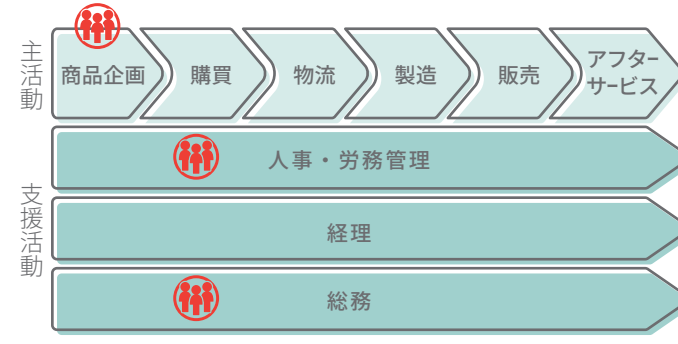 主活動
商品企画
購買
物流
製造
販売
アフター
サービス
支援活動
人事・労務管理
経理
総務